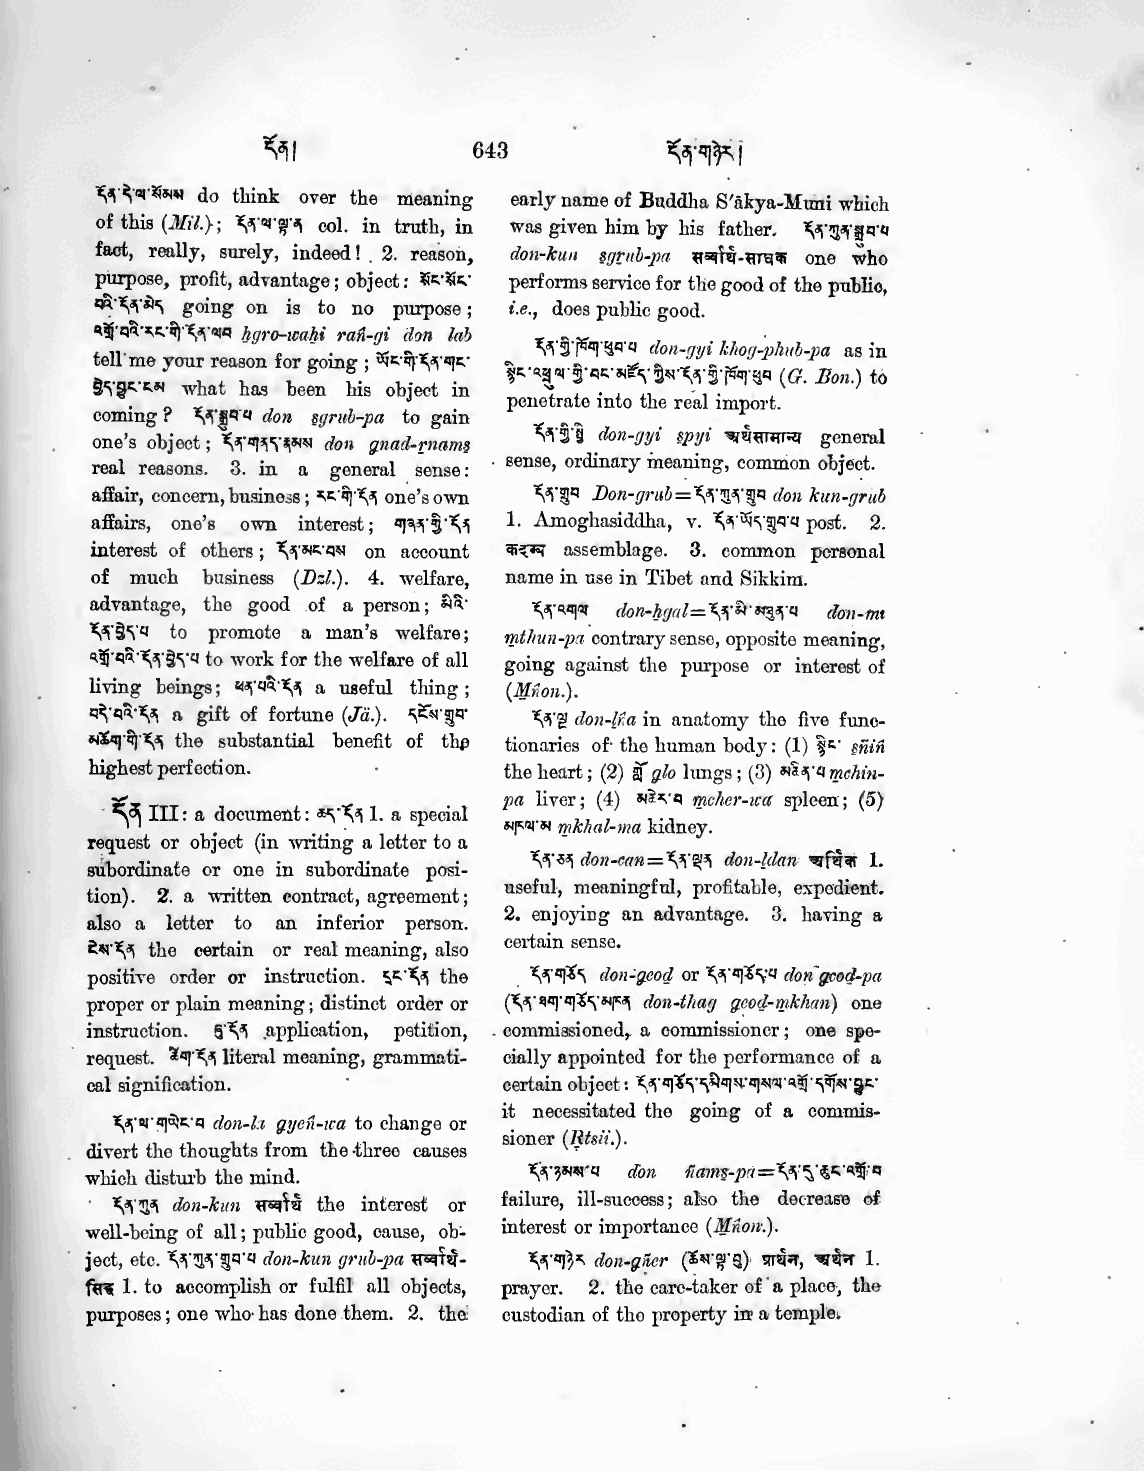 དོན།
643
དོན་གཉེར།
དོན་དེ་ལ་སོམས do think over the meaning
of this (Mil.); དོན་ལ་ལྟ་ན col. in truth, in
fact, really, surely, indeed! 2. reason,
purpose, profit, advantage; object: སོང་སོང་
བའི་དོན་མེད going on is to no purpose;
འགྲོ་བའི་རང་གི་དོན་ལབ ḥgro-waḥi rañ-gi don lab
tell me your reason for going; ཡོང་གི་དོན་གང་
བྱེད་བྱུང་ངམ what has been his object in
coming? དོན་སྒྲུབ་པ don sgrub-pa to gain
one's object; དོན་གནད་རྣམས don gnad-rnams
real reasons. 3. in a general sense:
affair, concern, business; རང་གི་དོན one's own
affairs, one's own interest; གཞན་གྱི་དོན
interest of others; དོན་མང་བས on account
of much business (Dzl.). 4. welfare,
advantage, the good of a person; མིའི་
དོན་བྱེད་པ to promote a man's welfare;
འགྲོ་བའི་དོན་བྱེད་པ to work for the welfare of all
living beings; ཕན་པའི་དོན a useful thing;
བདེ་བའི་དོན a gift of fortune (Jä.). དངོས་གྲུབ་
མཆོག་གི་དོན the substantial benefit of the
highest perfection.
དོན III: a document: ཆད་དོན 1. a special
request or object (in writing a letter to a
subordinate or one in subordinate posi-
tion). 2. a written contract, agreement;
also a letter to an inferior person.
ངེས་དོན the certain or real meaning, also
positive order or instruction. དྲང་དོན the
proper or plain meaning; distinct order or
instruction. ཞུ་དོན application, petition,
request. ཚིག་དོན literal meaning, grammati-
cal signification.
དོན་ལ་གཡེང་བ don-la gyeñ-wa to change or
divert the thoughts from the three causes
which disturb the mind.
དོན་ཀུན don-kun सर्व्वार्थ the interest or
well-being of all; public good, cause, ob-
ject, etc. དོན་ཀུན་གྲུབ་པ don-kun grub-pa सर्व्वार्थ-
सिद्ध 1. to accomplish or fulfil all objects,
purposes; one who has done them. 2. the
early name of Buddha S'ākya-Muni which
was given him by his father. དོན་ཀུན་སྒྲུབ་པ
don-kun sgrub-pa सर्व्वार्थ-साधक one who
performs service for the good of the public,
i.e., does public good.
དོན་གྱི་ཁོག་ཕུབ་པ don-gyi khog-phub-pa as in
སྙིང་འཕྲུལ་གྱི་བང་མཛོད་གྱིས་དོན་གྱི་ཁོག་ཕུབ (G. Bon.) to
penetrate into the real import.
དོན་གྱི་སྤྱི don-gyi spyi अर्थसामान्य general
sense, ordinary meaning, common object.
དོན་གྲུབ Don-grub=དོན་ཀུན་གྲུབ don kun-grub
1. Amoghasiddha, v. དོན་ཡོད་གྲུབ་པ post. 2.
कदम्ब assemblage. 3. common personal
name in use in Tibet and Sikkim.
དོན་འགལ don-ḥgal=དོན་མི་མཐུན་པ don-mi
mthun-pa contrary sense, opposite meaning,
going against the purpose or interest of
(Mñon.).
དོན་ལྔ don-lña in anatomy the five func-
tionaries of the human body: (1) སྙིང་ sñiñ
the heart; (2) གློ glo lungs; (3) མཆིན་པ mchin-
pa liver; (4) མཆེར་བ mcher-wa spleen; (5)
མཁལ་མ mkhal-ma kidney.
དོན་ཅན don-can=དོན་ལྡན don-ldan अर्थिक 1.
useful, meaningful, profitable, expedient.
2. enjoying an advantage. 3. having a
certain sense.
དོན་གཅོད don-gcod or དོན་གཅོད་པ don gcod-pa
(དོན་ཐག་གཅོད་མཁན don-thag gcod-mkhan) one
commissioned, a commissioner; one spe-
cially appointed for the performance of a
certain object: དོན་གཅོད་དམིགས་གསལ་འགྲོ་དགོས་བྱུང་
it necessitated the going of a commis-
sioner (Rtsii.).
དོན་ཉམས་པ don ñams-pa=དོན་དུ་ཆུང་འགྲོ་བ
failure, ill-success; also the decrease of
interest or importance (Mñon.).
དོན་གཉེར don-gñer (ཆོས་ལྟ་བུ) प्रार्थन, अर्थन 1.
prayer. 2. the care-taker of a place, the
custodian of the property in a temple.